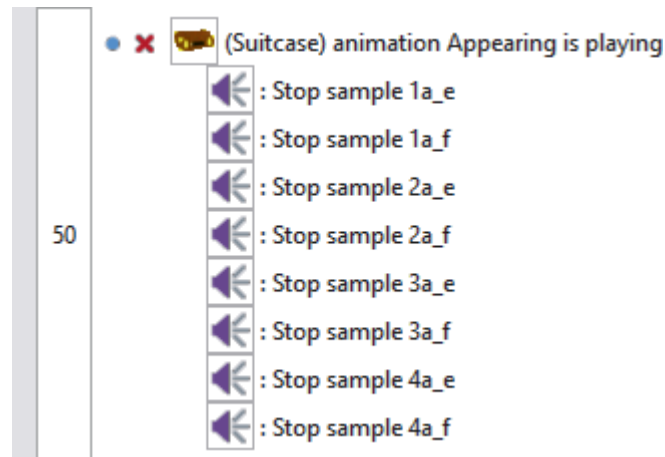 (Suitcase) animation Appearing is playing
: Stop sample 1a_e
: Stop sample 1a_f
: Stop sample 2a_e
50 : Stop sample 2a_f
: Stop sample 3a_e
: Stop sample 3a_f
: Stop sample 4a_e
: Stop sample 4a_f